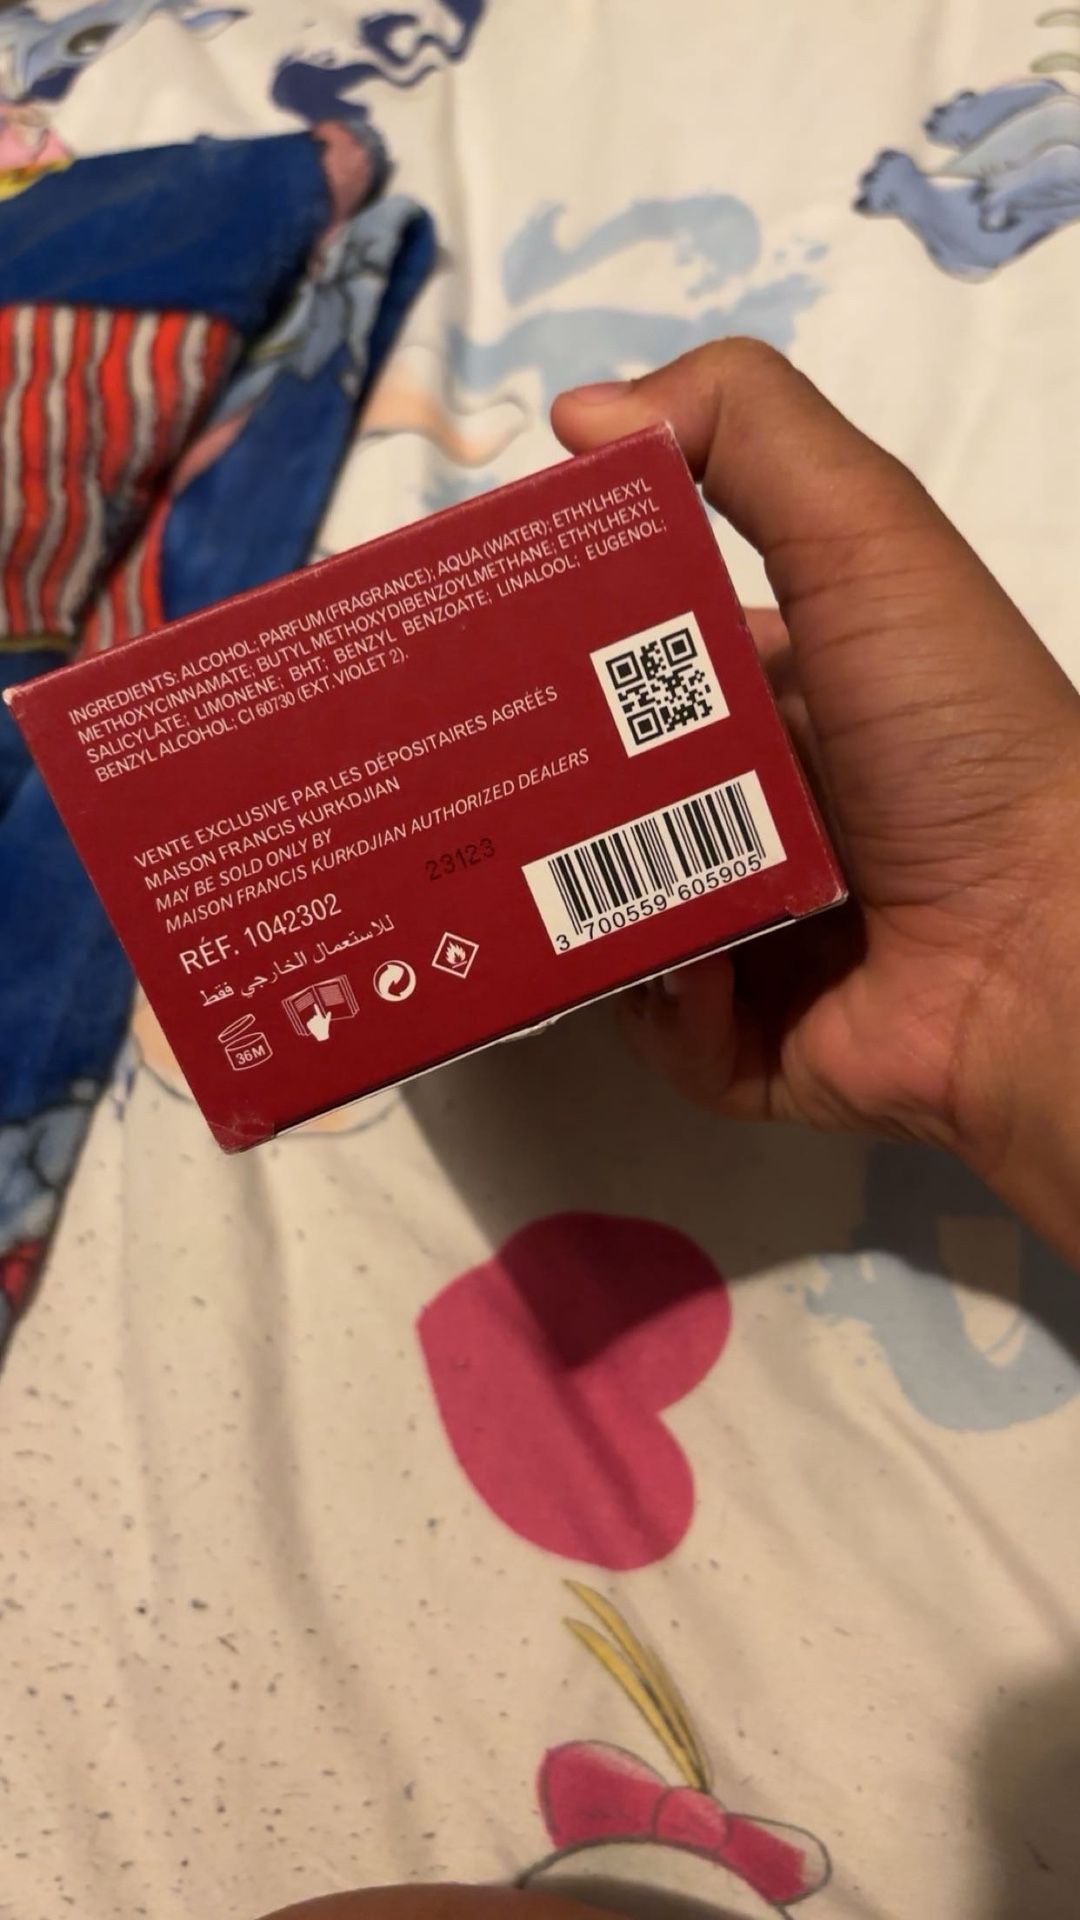 INGREDIENTS: ALCOHOL; PARFUM (FRAGRANCE); AQUA (WATER); ETHYLHEXYL
METHOXYCINNAMATE; BUTYL METHOXYDIBENZOYLMETHANE; ETHYLHEXYL
SALICYLATE; LIMONENE; BHT; BENZYL BENZOATE; LINALOOL; EUGENOL;
BENZYL ALCOHOL; CI 60730 (EXT. VIOLET 2).
VENTE EXCLUSIVE PAR LES DÉPOSITAIRES AGRÉÉS
MAISON FRANCIS KURKDJIAN
MAY BE SOLD ONLY BY
MAISON FRANCIS KURKDJIAN AUTHORIZED DEALERS
23123
RÉF. 1042302
للاستعمال الخارجي فقط
36M
3 700559 605905